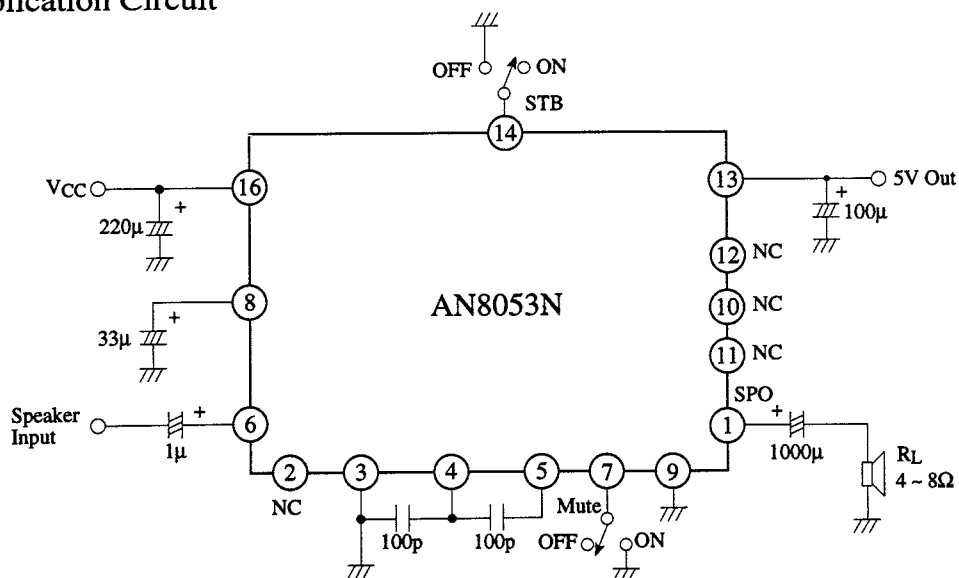 plication Circuit
OFF
ON
STB
14
VCC
16
+
220μ
13
5V Out
+
100μ
12
NC
8
+
33μ
AN8053N
10
NC
11
NC
SPO
Speaker
Input
+
1μ
6
1
+
1000μ
RL
4 ~ 8Ω
2
NC
3
4
5
7
9
Mute
100p
100p
OFF
ON